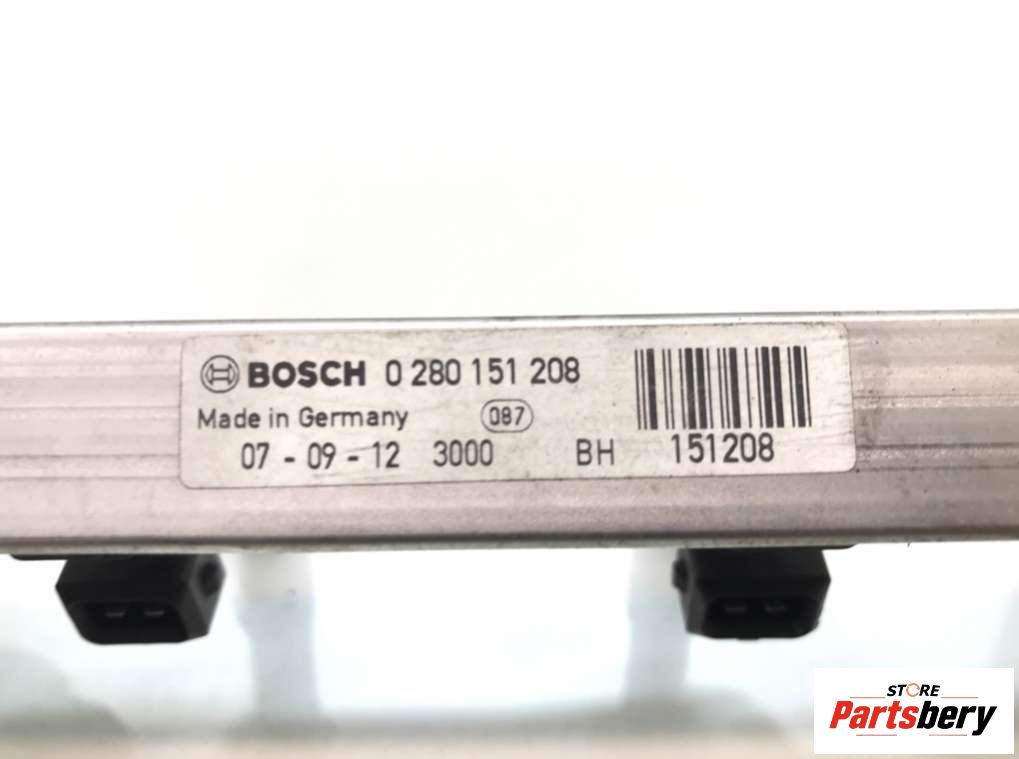 BOSCH 0 280 151 208
Made in Germany 087
07 - 09 - 12 3000 BH 151208
STORE
Partsbery